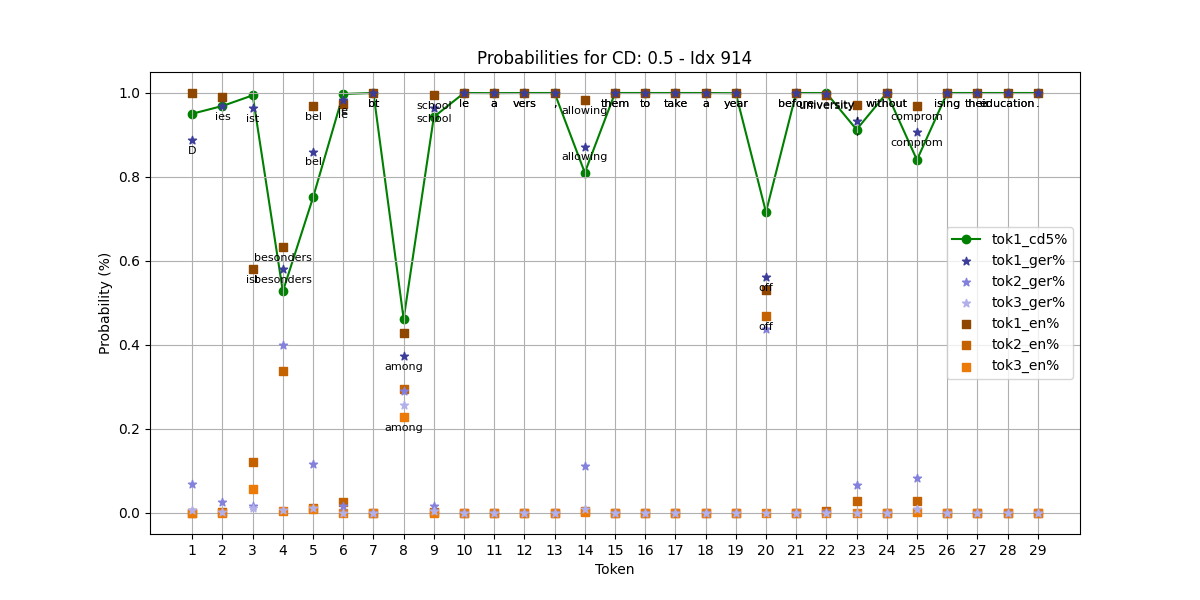 Probabilities for CD: 0.5 - Idx 914
Probability (%)
1.0
0.8
0.6
0.4
0.2
0.0
D
ies
ist
ist
besonders
besonders
bel
bel
le
bt
among
among
school
school
le
a
vers
,
allowing
allowing
them
to
take
a
year
off
off
before
university
without
comprom
comprom
ising
their
education
.
tok1_cd5%
tok1_ger%
tok2_ger%
tok3_ger%
tok1_en%
tok2_en%
tok3_en%
1 2 3 4 5 6 7 8 9 10 11 12 13 14 15 16 17 18 19 20 21 22 23 24 25 26 27 28 29
Token